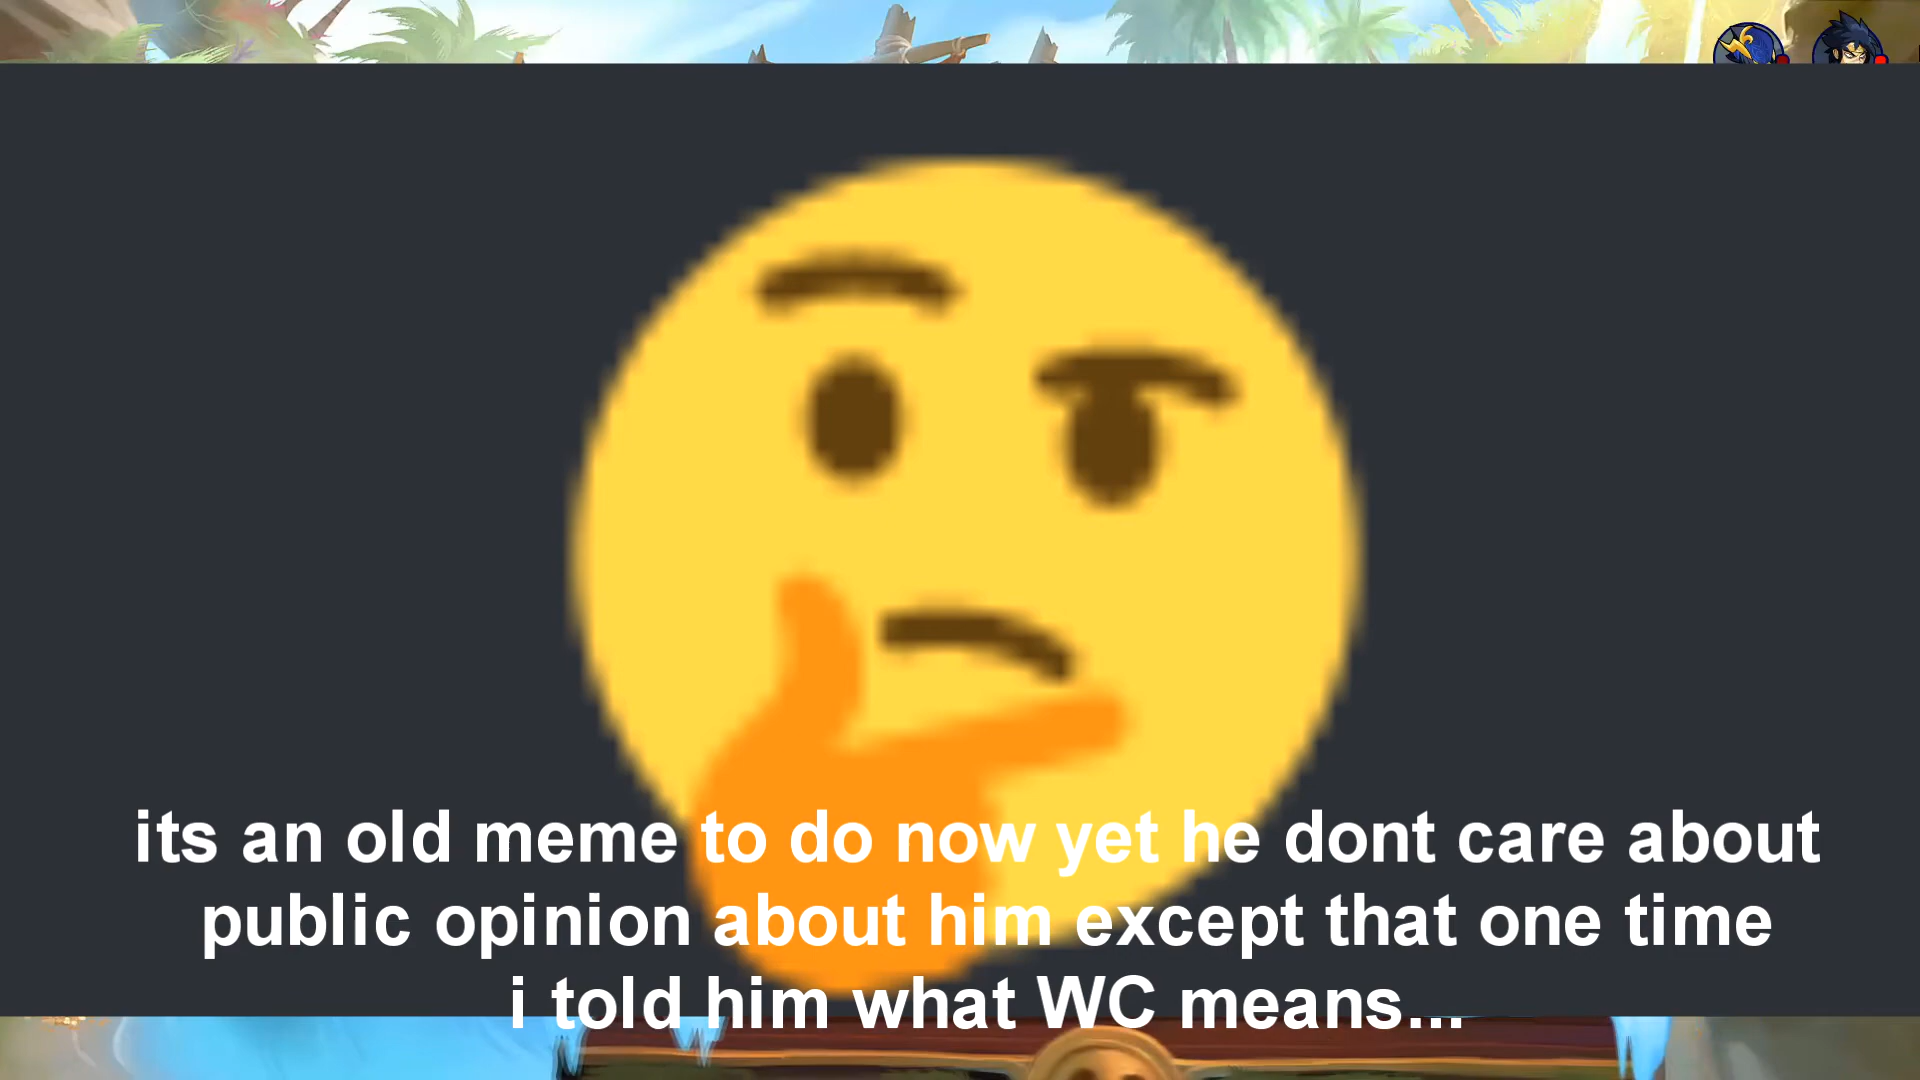 its an old meme to do now yet he dont care about
public opinion about him except that one time
i told him what WC means...